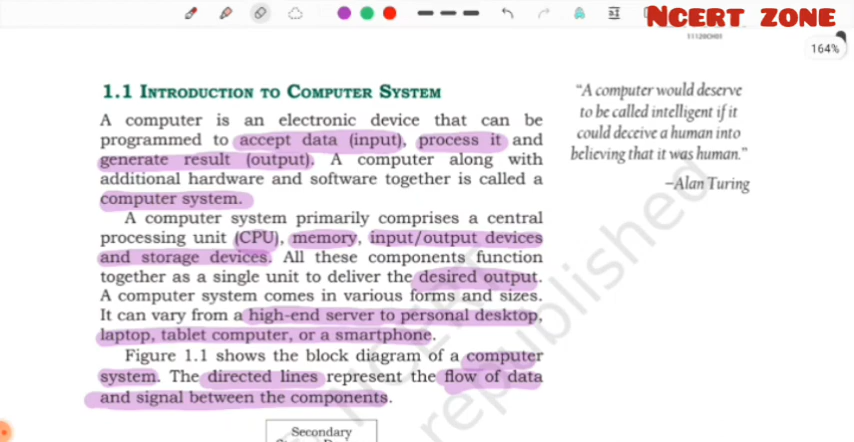 NCERT ZONE
11120CH01
164%
1.1 INTRODUCTION TO COMPUTER SYSTEM
A computer is an electronic device that can be
programmed to accept data (input), process it and
generate result (output). A computer along with
additional hardware and software together is called a
computer system.
A computer system primarily comprises a central
processing unit (CPU), memory, input/output devices
and storage devices. All these components function
together as a single unit to deliver the desired output.
A computer system comes in various forms and sizes.
It can vary from a high-end server to personal desktop,
laptop, tablet computer, or a smartphone.
Figure 1.1 shows the block diagram of a computer
system. The directed lines represent the flow of data
and signal between the components.
Secondary
“A computer would deserve
to be called intelligent if it
could deceive a human into
believing that it was human.”
–Alan Turing
republished